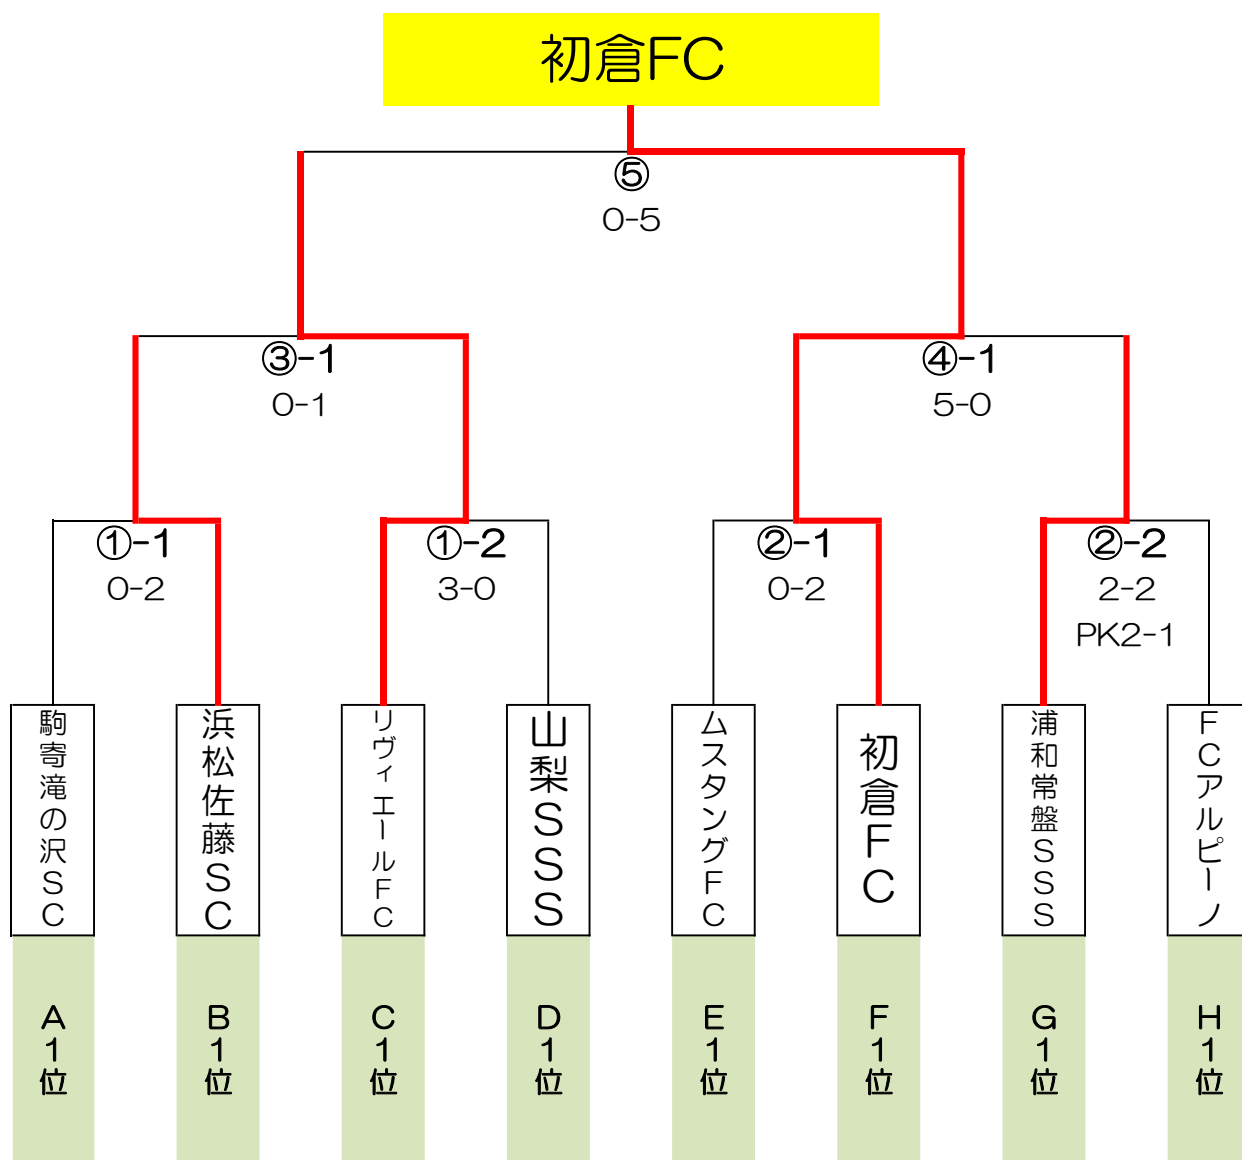 初倉FC
⑤
0-5
③-1
0-1
④-1
5-0
①-1
0-2
①-2
3-0
②-1
0-2
②-2
2-2
PK2-1
駒寄滝の沢SC
浜松佐藤SC
リヴィエールFC
山梨SSS
ムスタングFC
初倉FC
浦和常盤SSS
FCアルピーノ
A1位
B1位
C1位
D1位
E1位
F1位
G1位
H1位